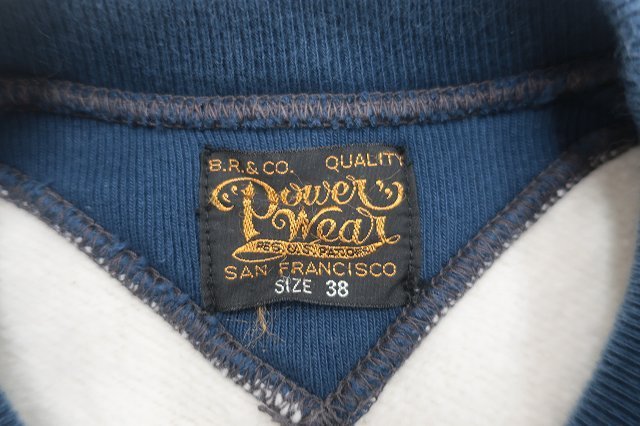 B.R.& CO. QUALITY
"Power
Wear"
SAN FRANCISCO
SIZE 38